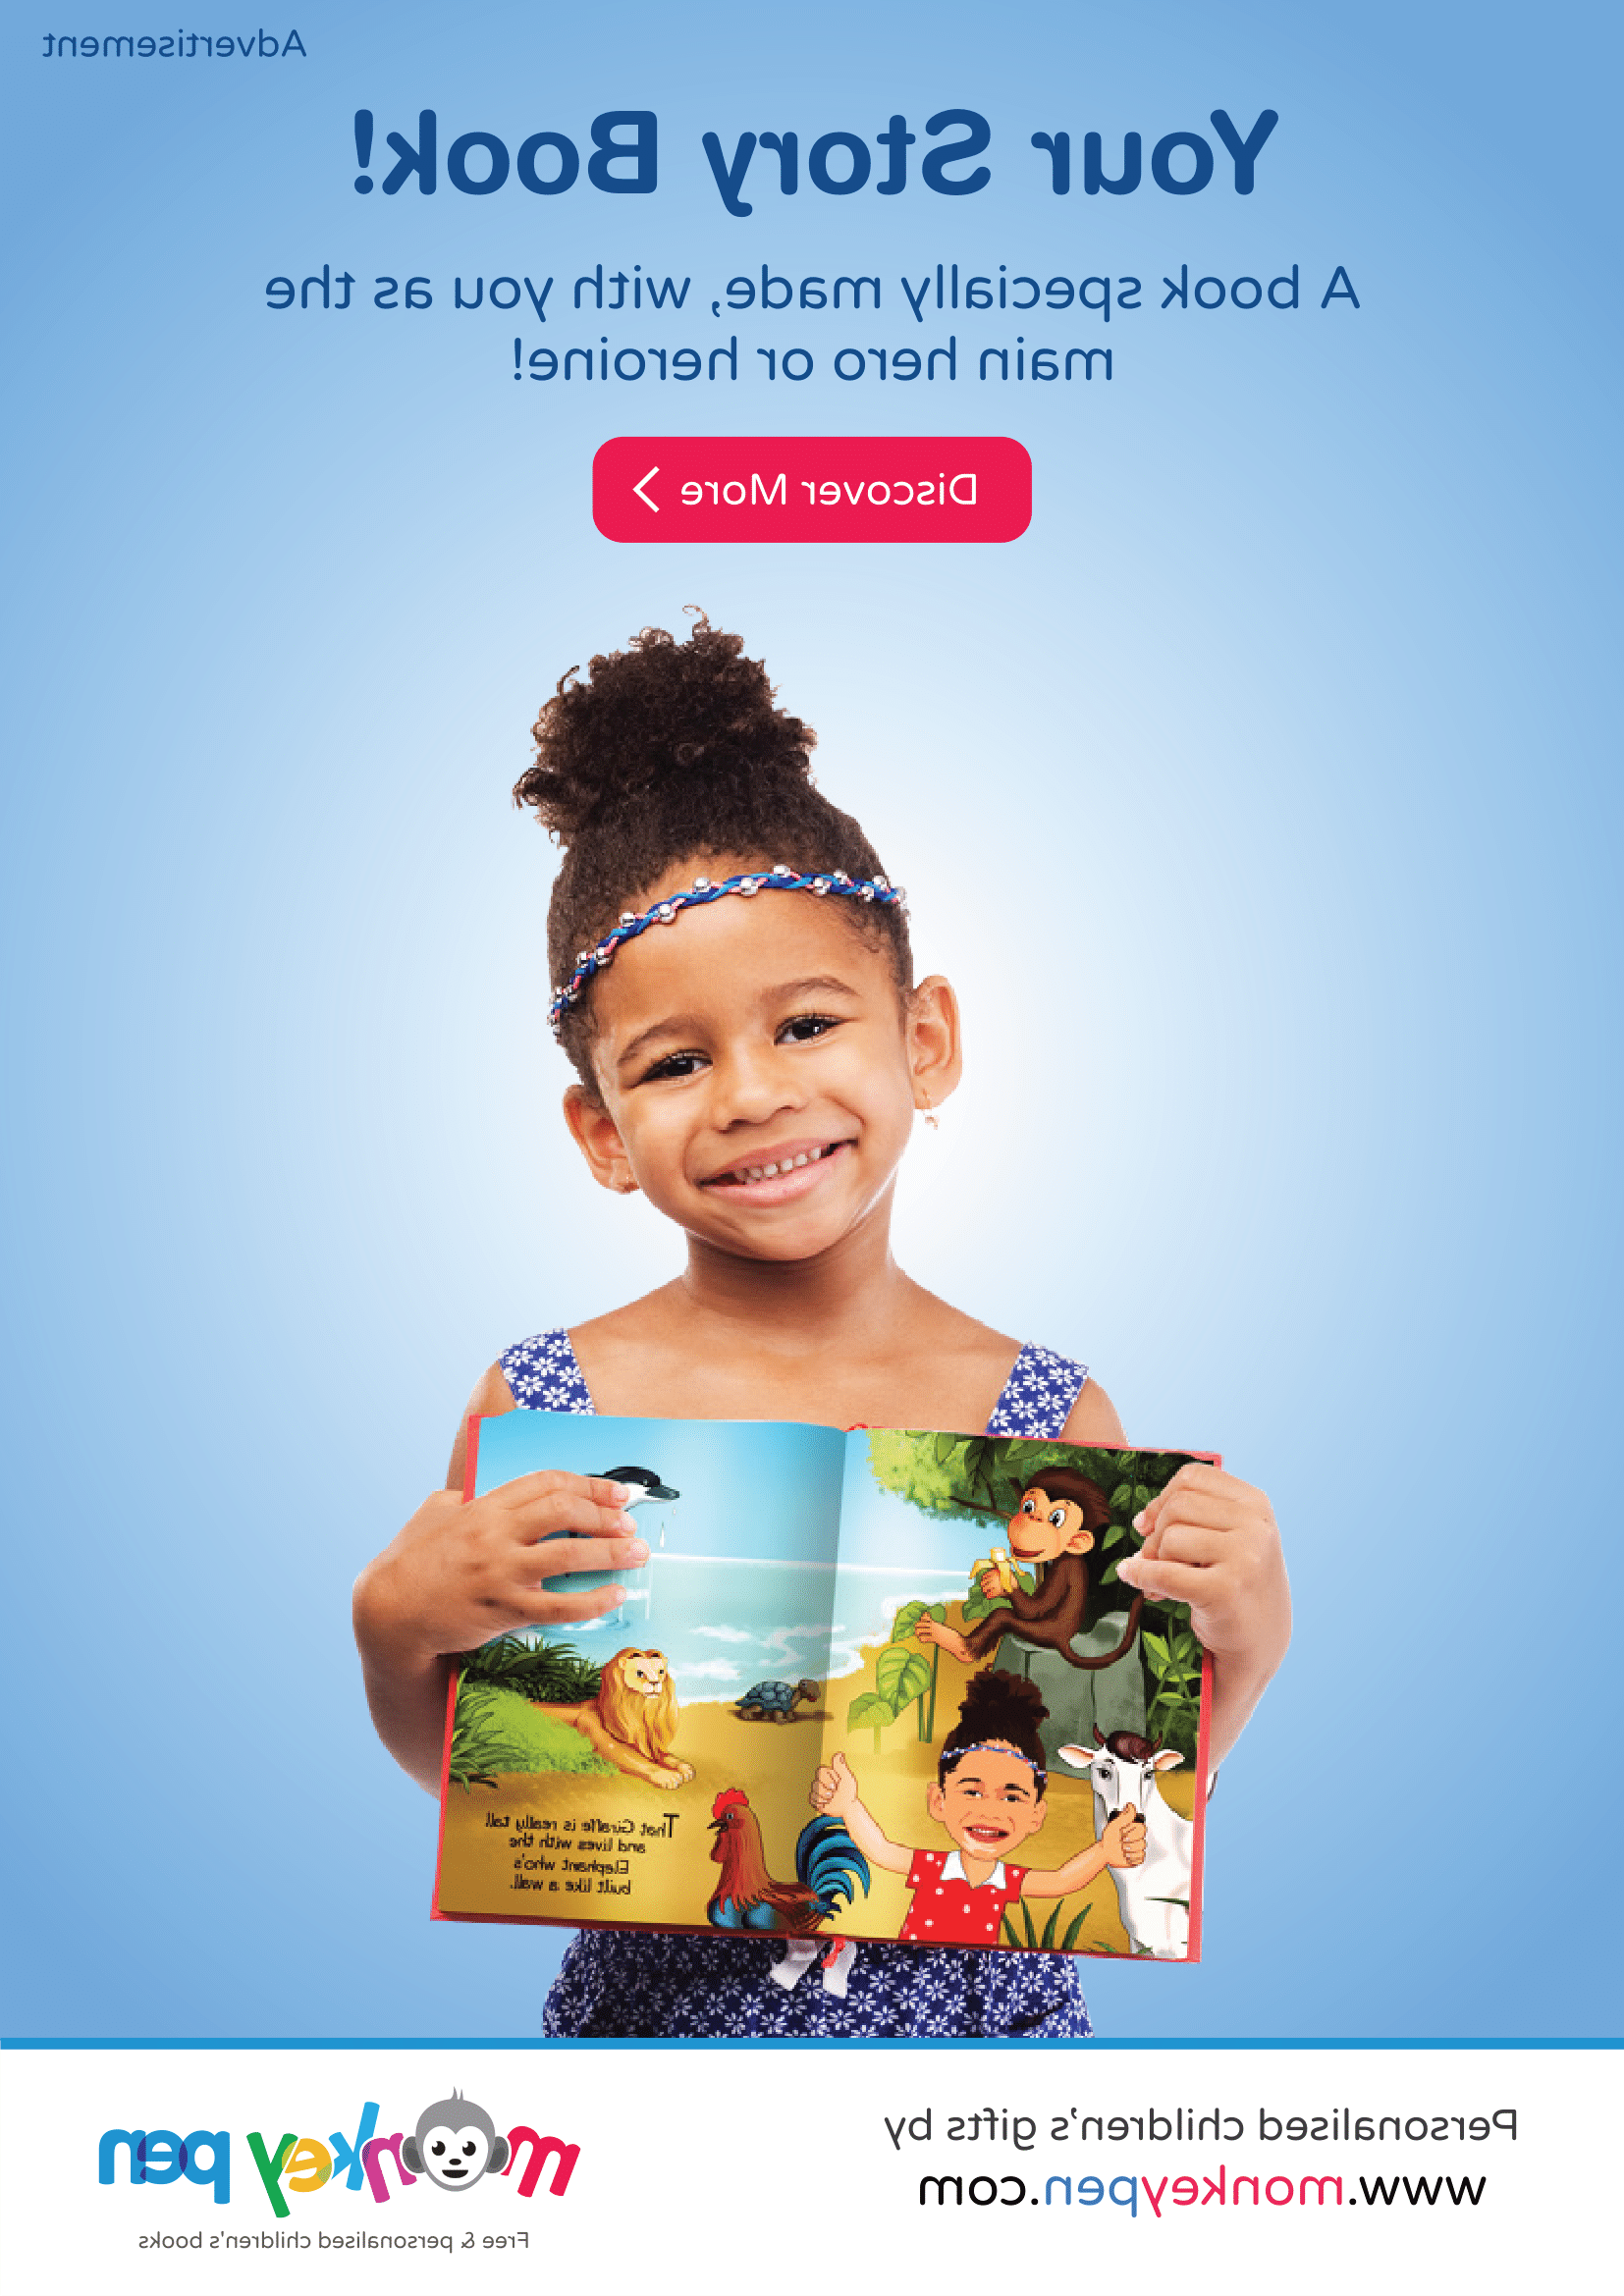 Advertisement
Your Story Book!
A book specially made, with you as the
main hero or heroine!
Discover More
That Giraffe is really tall
and lives with the
Elephant who's
built like a wall.
Personalised children's gifts by
www.monkeypen.com
monkey pen
Free & personalised children's books